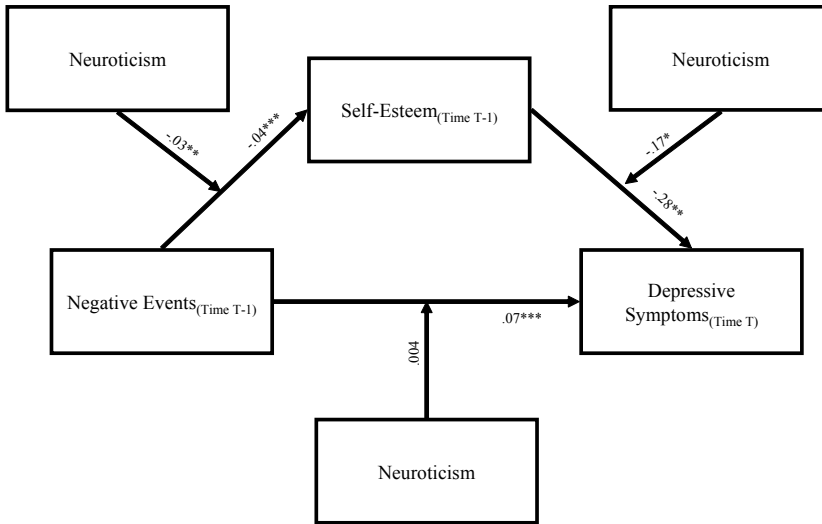 Neuroticism
Neuroticism
Self-Esteem(Time T-1)
-.03**
-.04***
-.17*
-.28**
Negative Events(Time T-1)
Depressive
Symptoms(Time T)
.07***
.004
Neuroticism